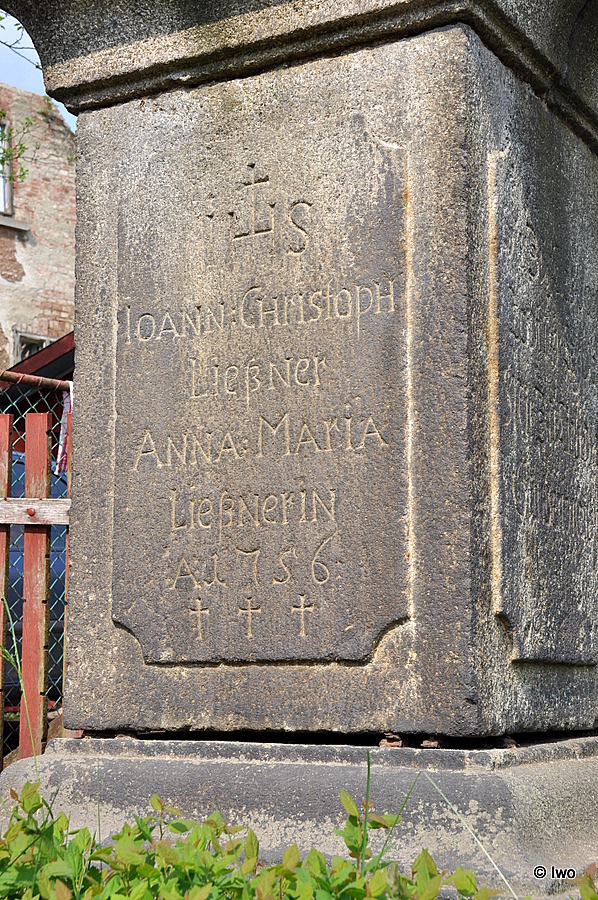 IHS
IOANN: CHRISTOPH
LIEßNER
ANNA: MARIA
LIEßNERIN
A 1756
© Iwo